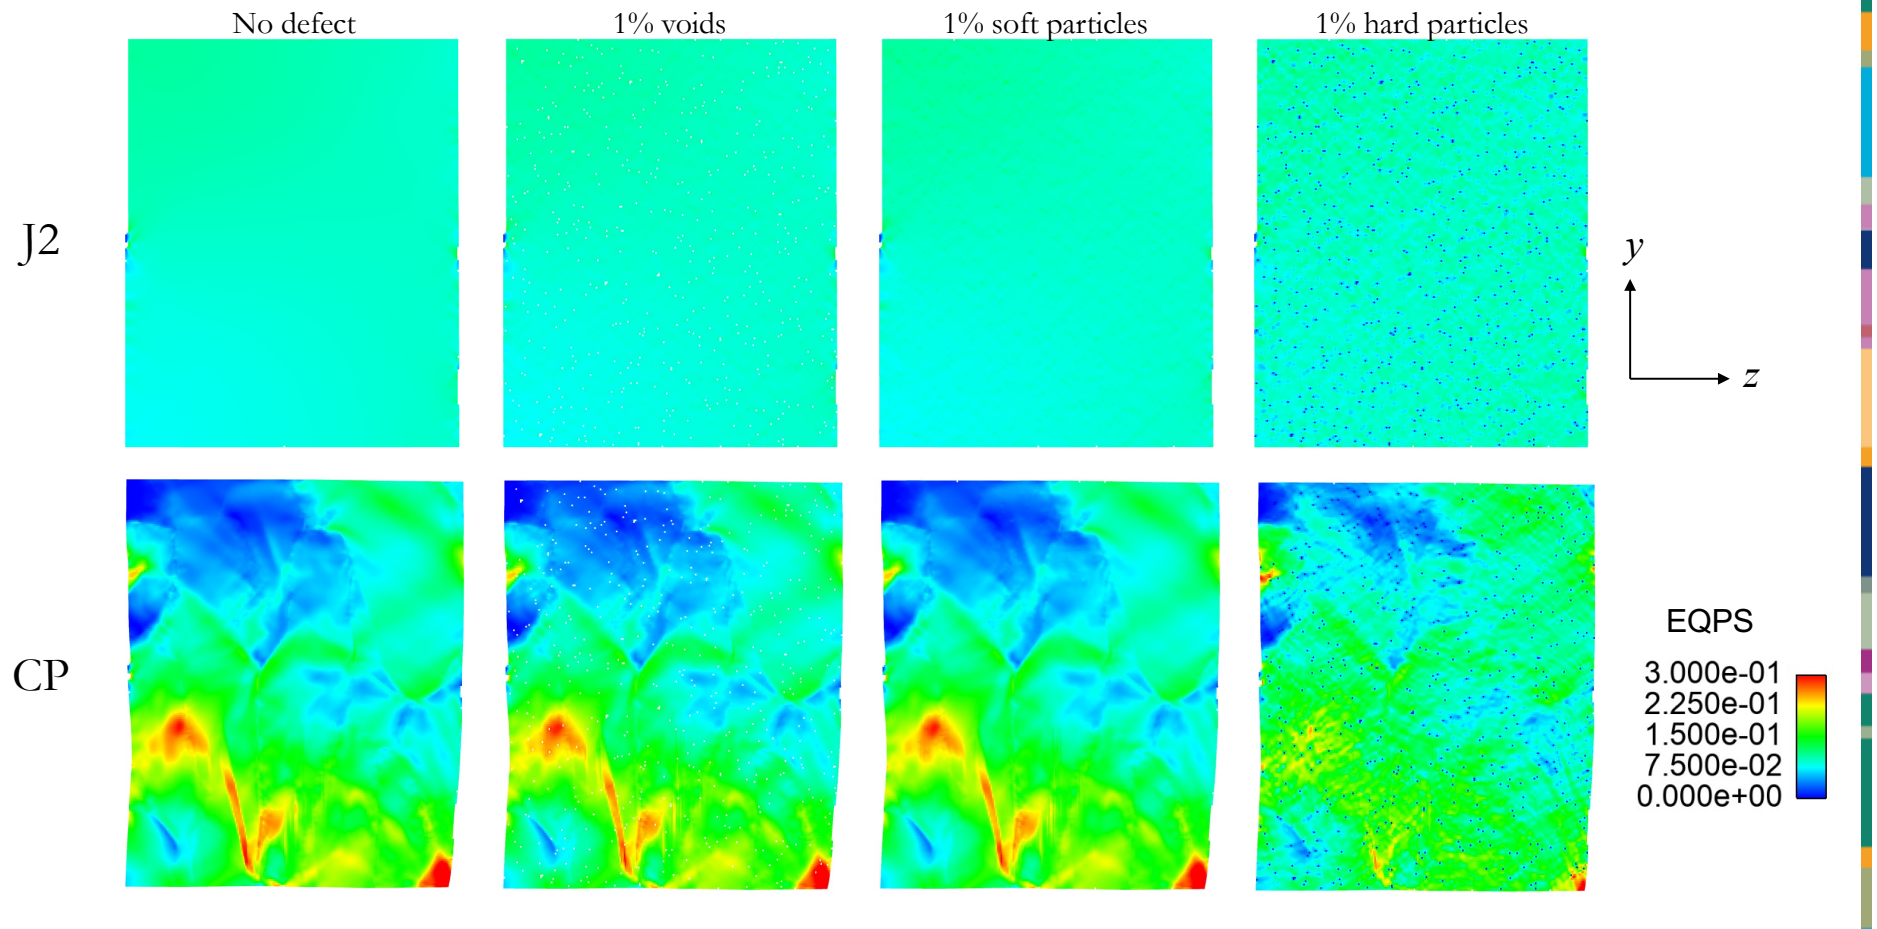 No defect
1% voids
1% soft particles
1% hard particles
J2
y
z
CP
EQPS
3.000e-01
2.250e-01
1.500e-01
7.500e-02
0.000e+00